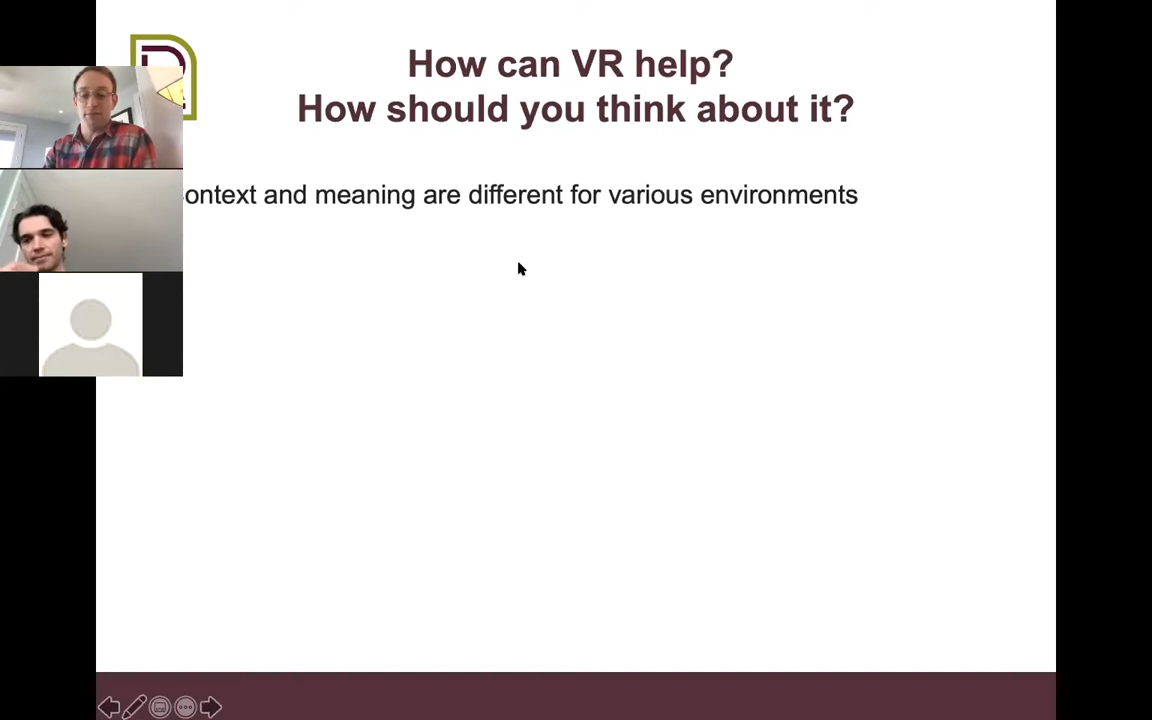 How can VR help?
How should you think about it?
ontext and meaning are different for various environments